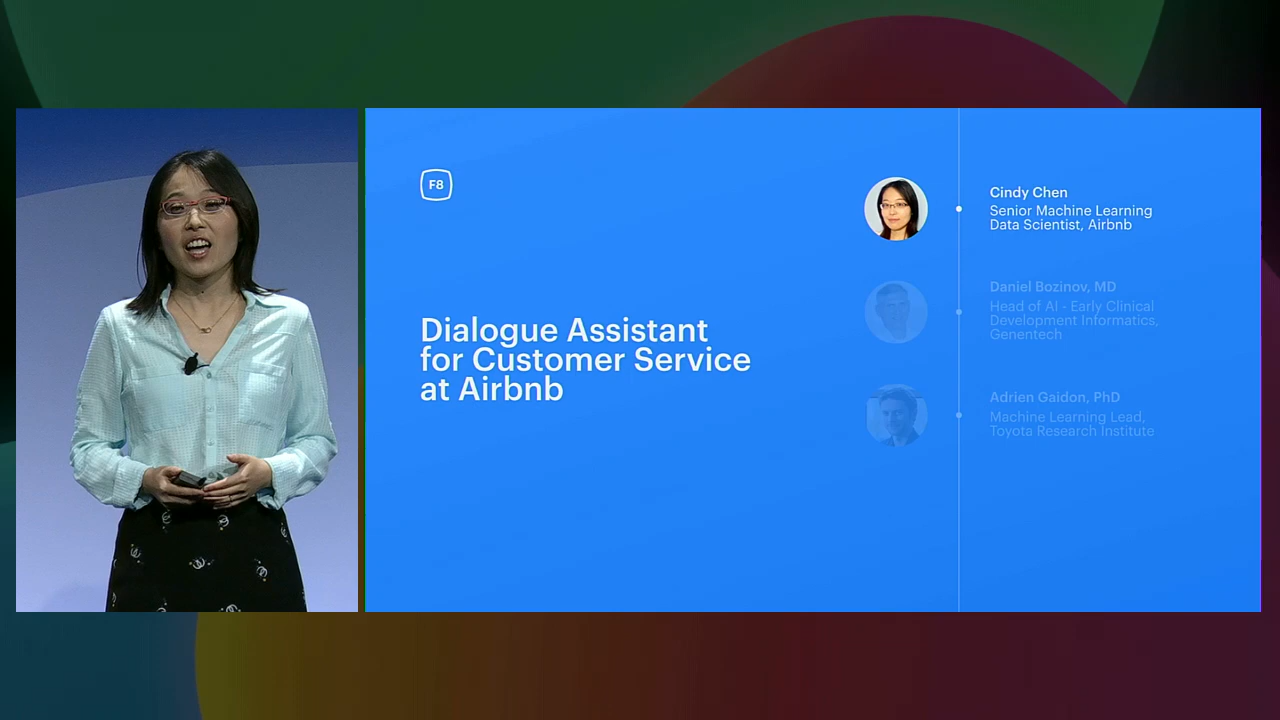 F8
Dialogue Assistant
for Customer Service
at Airbnb
Cindy Chen
Senior Machine Learning
Data Scientist, Airbnb
Daniel Bozinov, MD
Head of AI - Early Clinical
Development Informatics,
Genentech
Adrien Gaidon, PhD
Machine Learning Lead,
Toyota Research Institute